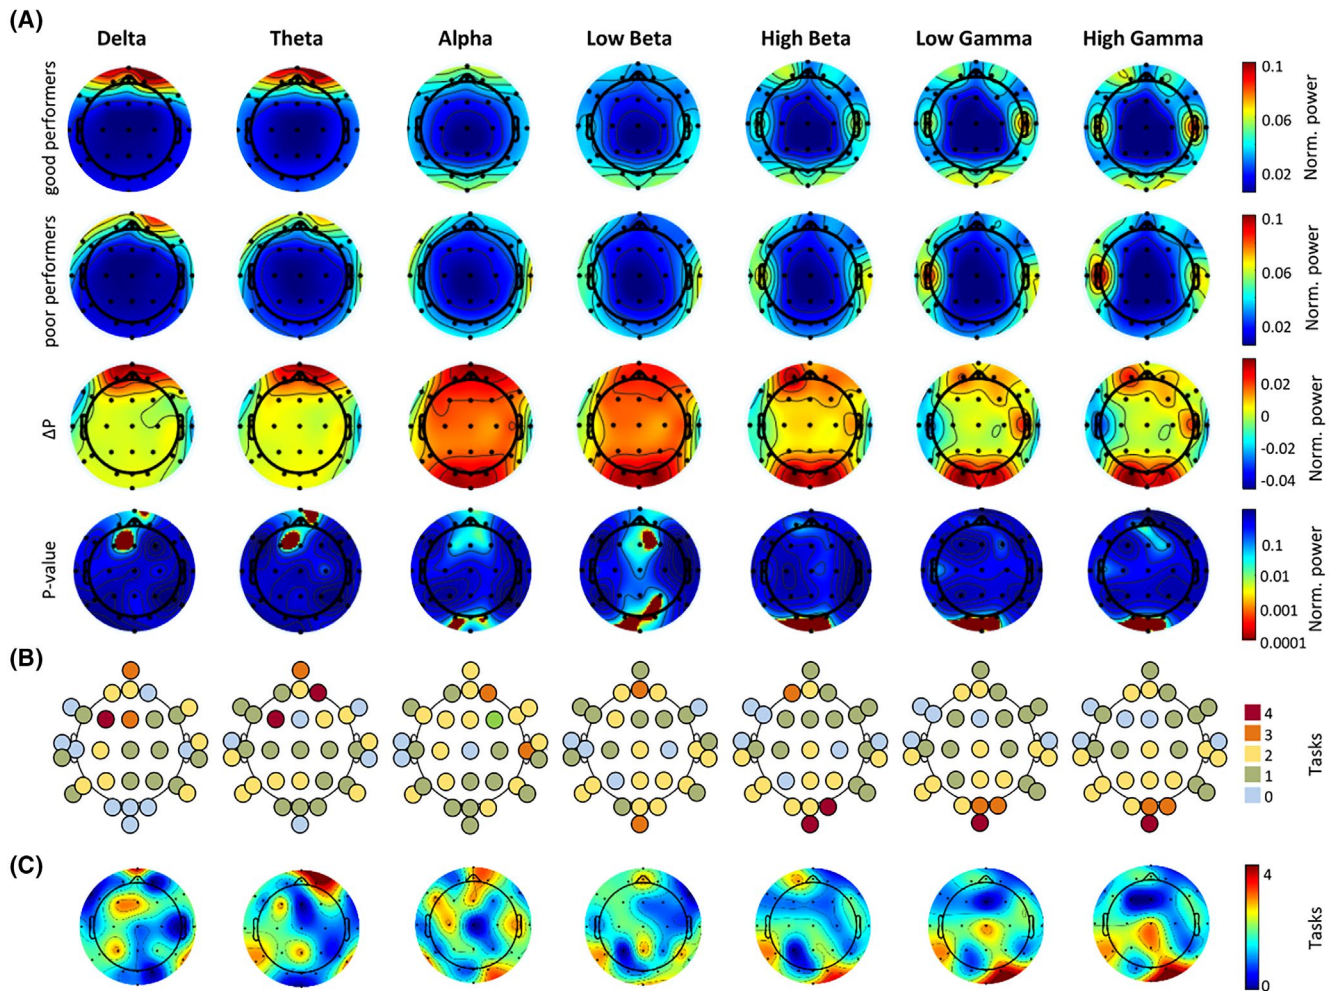 (A)
Delta Theta Alpha Low Beta High Beta Low Gamma High Gamma
good performers
0.1
0.06
0.02
Norm. power
poor performers
0.1
0.06
0.02
Norm. power
ΔP
0.02
0
-0.02
-0.04
Norm. power
P-value
0.1
0.01
0.001
0.0001
Norm. power
(B)
4
3
2
1
0
Tasks
(C)
4
0
Tasks